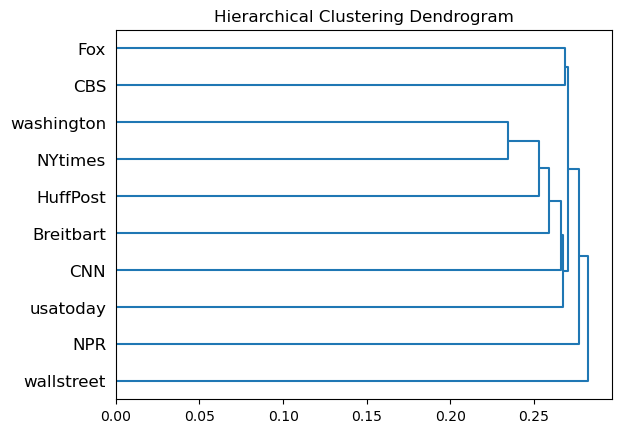 Hierarchical Clustering Dendrogram
Fox
CBS
washington
NYtimes
HuffPost
Breitbart
CNN
usatoday
NPR
wallstreet
0.00 0.05 0.10 0.15 0.20 0.25